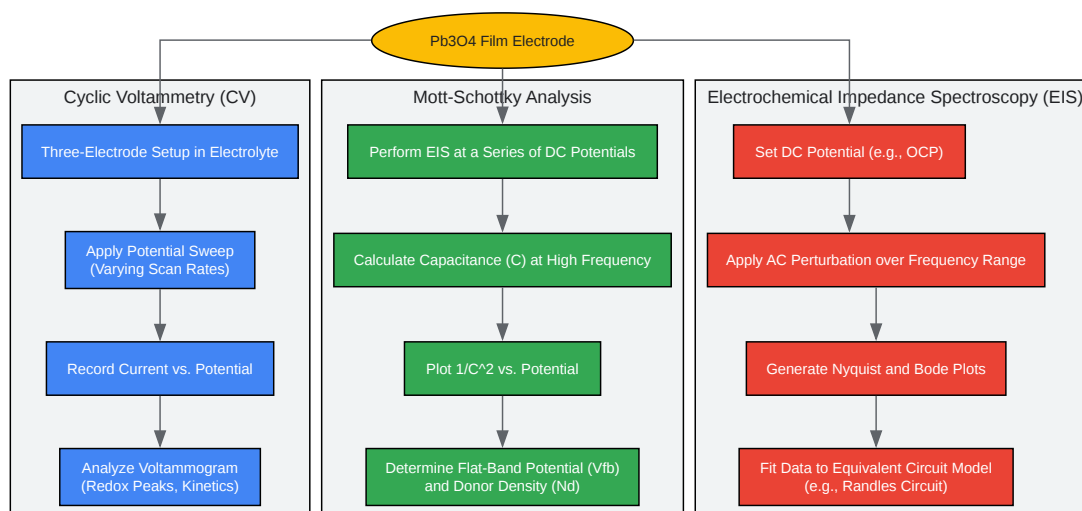 Pb3O4 Film Electrode
Cyclic Voltammetry (CV)
Three-Electrode Setup in Electrolyte
Apply Potential Sweep
(Varying Scan Rates)
Record Current vs. Potential
Analyze Voltammogram
(Redox Peaks, Kinetics)
Mott-Schottky Analysis
Perform EIS at a Series of DC Potentials
Calculate Capacitance (C) at High Frequency
Plot 1/C^2 vs. Potential
Determine Flat-Band Potential (Vfb)
and Donor Density (Nd)
Electrochemical Impedance Spectroscopy (EIS)
Set DC Potential (e.g., OCP)
Apply AC Perturbation over Frequency Range
Generate Nyquist and Bode Plots
Fit Data to Equivalent Circuit Model
(e.g., Randles Circuit)